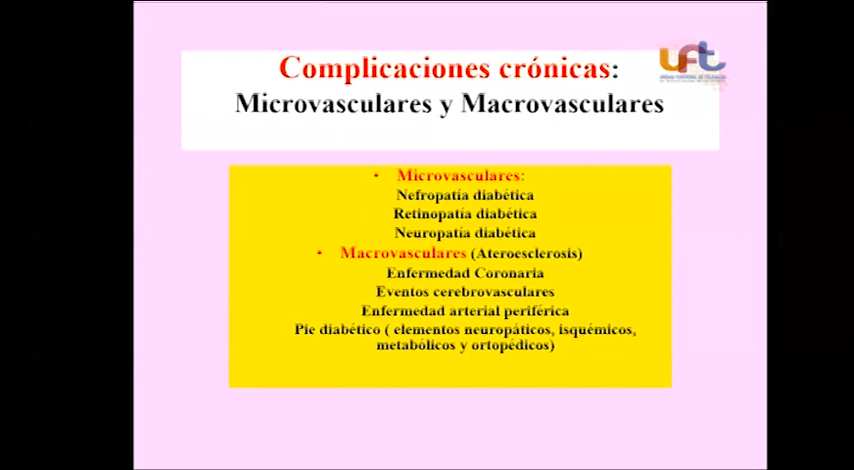 Complicaciones crónicas:
Microvasculares y Macrovasculares
uft
• Microvasculares:
Nefropatía diabética
Retinopatía diabética
Neuropatía diabética
• Macrovasculares (Ateroesclerosis)
Enfermedad Coronaria
Eventos cerebrovasculares
Enfermedad arterial periférica
Pie diabético ( elementos neuropáticos, isquémicos,
metabólicos y ortopédicos)